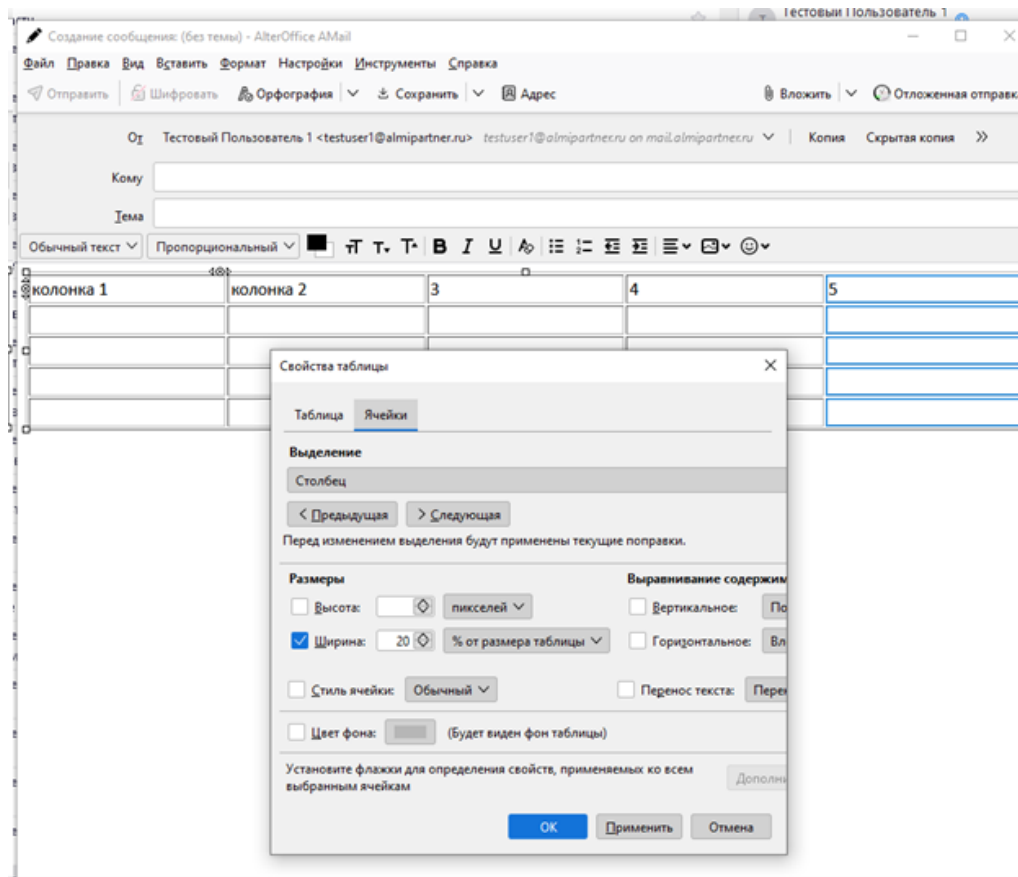 Тестовый Пользователь 1
Создание сообщения: (без темы) - AlterOffice AMail
Файл Правка Вид Вставить Формат Настройки Инструменты Справка
Отправить Шифровать Орфография Сохранить Адрес Вложить Отложенная отправк
От Тестовый Пользователь 1 <testuser1@almipartner.ru> testuser1@almipartner.ru on mail.almipartner.ru Копия Скрытая копия
Кому
Тема
Обычный текст Пропорциональный
колонка 1 колонка 2 3 4 5
Свойства таблицы
Таблица Ячейки
Выделение
Столбец
Предыдущая Следующая
Перед изменением выделения будут применены текущие поправки.
Размеры Выравнивание содержим
Высота: пикселей Вертикальное: По
Ширина: 20 % от размера таблицы Горизонтальное: Вл
Стиль ячейки: Обычный Перенос текста: Пере
Цвет фона: (Будет виден фон таблицы)
Установите флажки для определения свойств, применяемых ко всем
выбранным ячейкам Дополни
ОК Применить Отмена